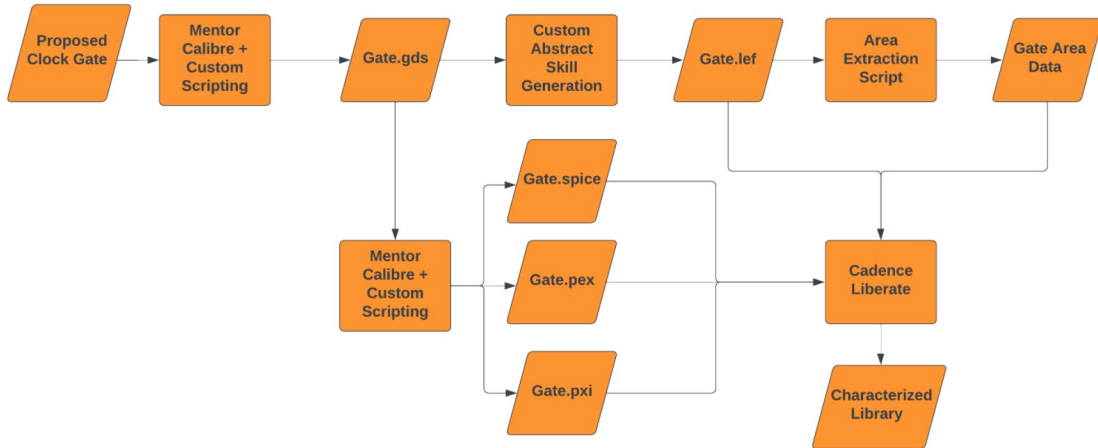 Proposed
Clock Gate
Mentor
Calibre +
Custom
Scripting
Gate.gds
Custom
Abstract
Skill
Generation
Gate.lef
Area
Extraction
Script
Gate Area
Data
Gate.spice
Mentor
Calibre +
Custom
Scripting
Gate.pex
Cadence
Liberate
Gate.pxi
Characterized
Library